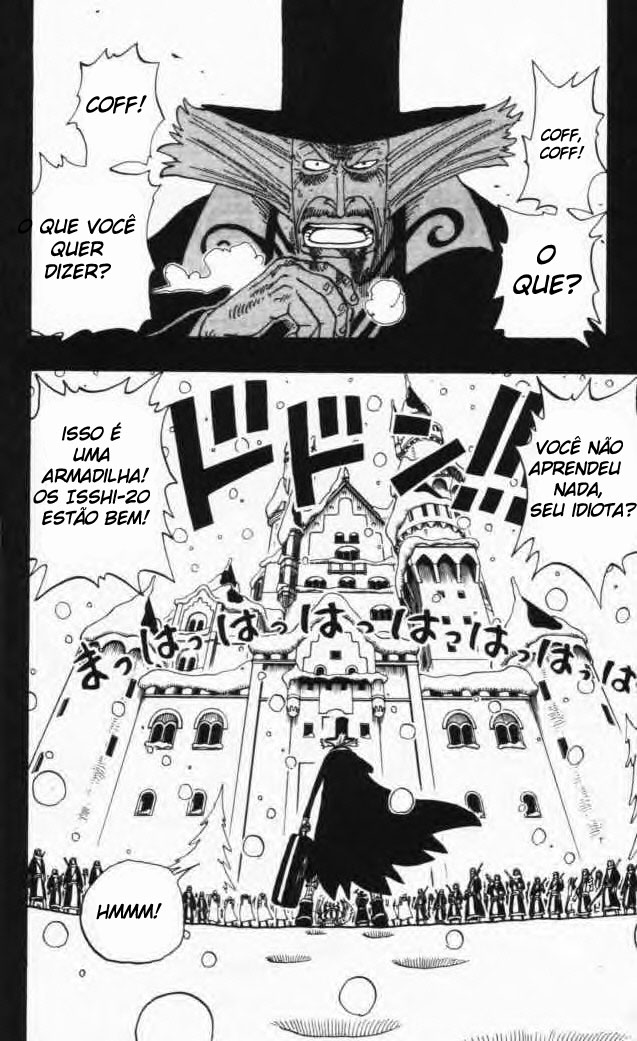 COFF,
COFF!
O
QUE?
COFF!
O QUE VOCÊ
QUER
DIZER?
ドドドン!!
VOCÊ NÃO
APRENDEU
NADA,
SEU IDIOTA?
ISSO É
UMA
ARMADILHA!
OS ISSHI-20
ESTÃO BEM!
まっはっはっはっはっはっはっは
HMMM!